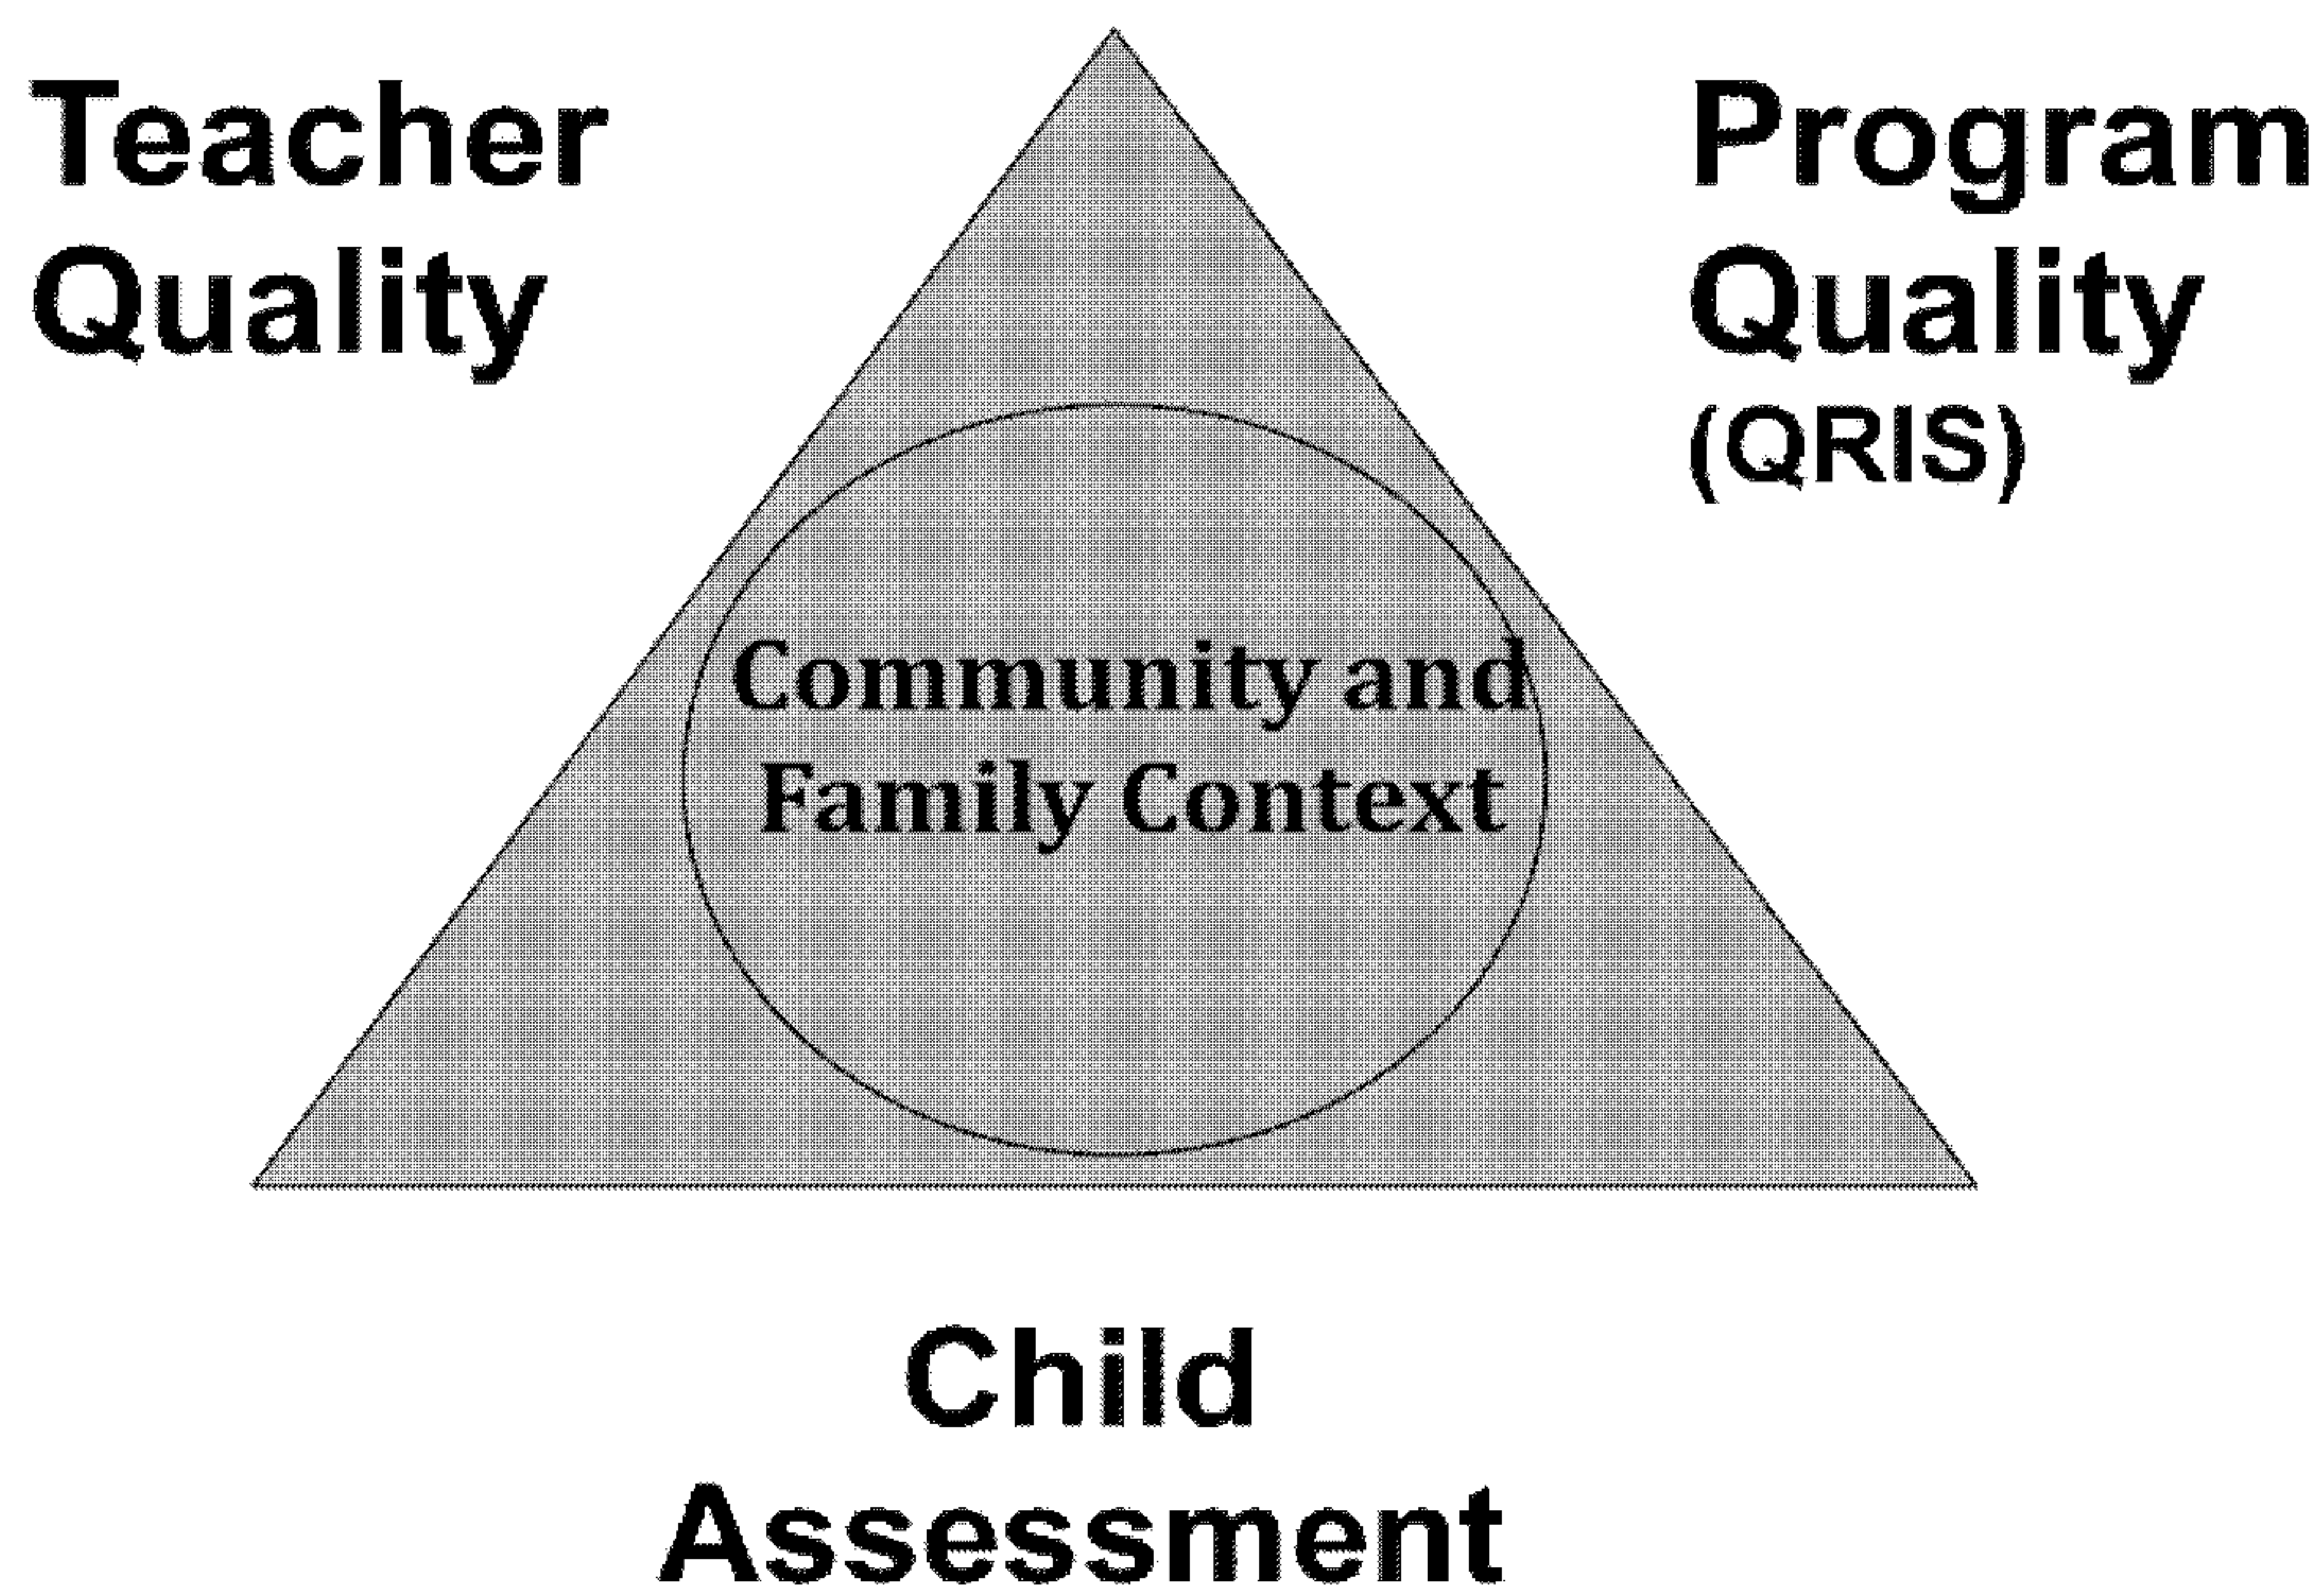 Teacher
Quality
Program
Quality
(QRIS)
Community and
Family Context
Child
Assessment